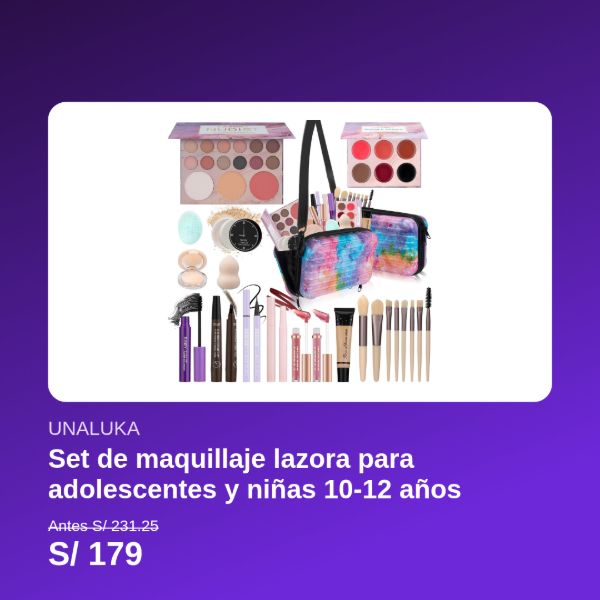 UNALUKA
Set de maquillaje lazora para
adolescentes y niñas 10-12 años
Antes S/ 231.25
S/ 179